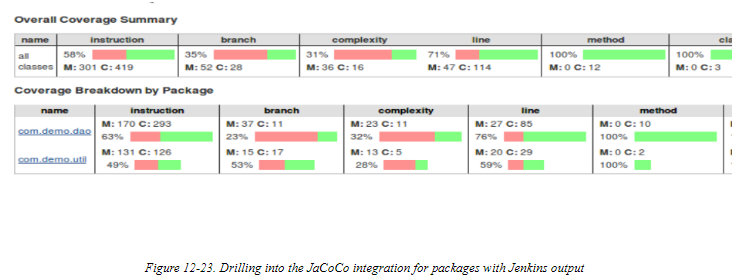 Overall Coverage Summary
name instruction branch complexity line method cla
all classes 58% M: 301 C: 419 35% M: 52 C: 28 31% M: 36 C: 16 71% M: 47 C: 114 100% M: 0 C: 12 100% M: 0 C: 3
Coverage Breakdown by Package
name instruction branch complexity line method
com.demo.dao M: 170 C: 293 63% M: 37 C: 11 23% M: 23 C: 11 32% M: 27 C: 85 76% M: 0 C: 10 100%
com.demo.util M: 131 C: 126 49% M: 15 C: 17 53% M: 13 C: 5 28% M: 20 C: 29 59% M: 0 C: 2 100%
Figure 12-23. Drilling into the JaCoCo integration for packages with Jenkins output